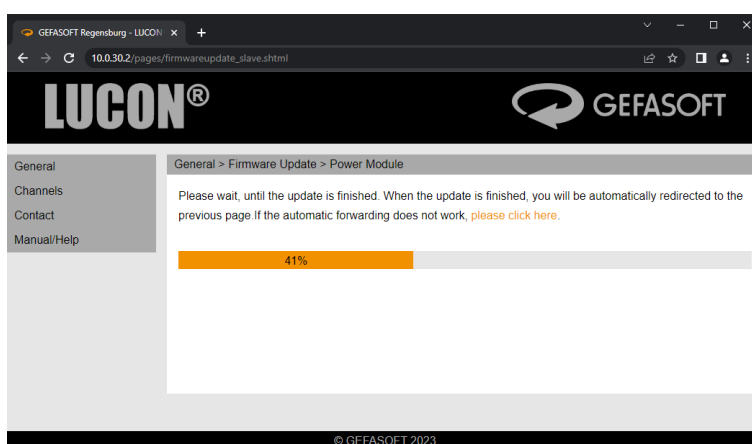 GEFASOFT Regensburg - LUCON
10.0.30.2/pages/firmwareupdate_slave.shtml
LUCON®
GEFASOFT
General
Channels
Contact
Manual/Help
General > Firmware Update > Power Module
Please wait, until the update is finished. When the update is finished, you will be automatically redirected to the
previous page.If the automatic forwarding does not work, please click here.
41%
© GEFASOFT 2023